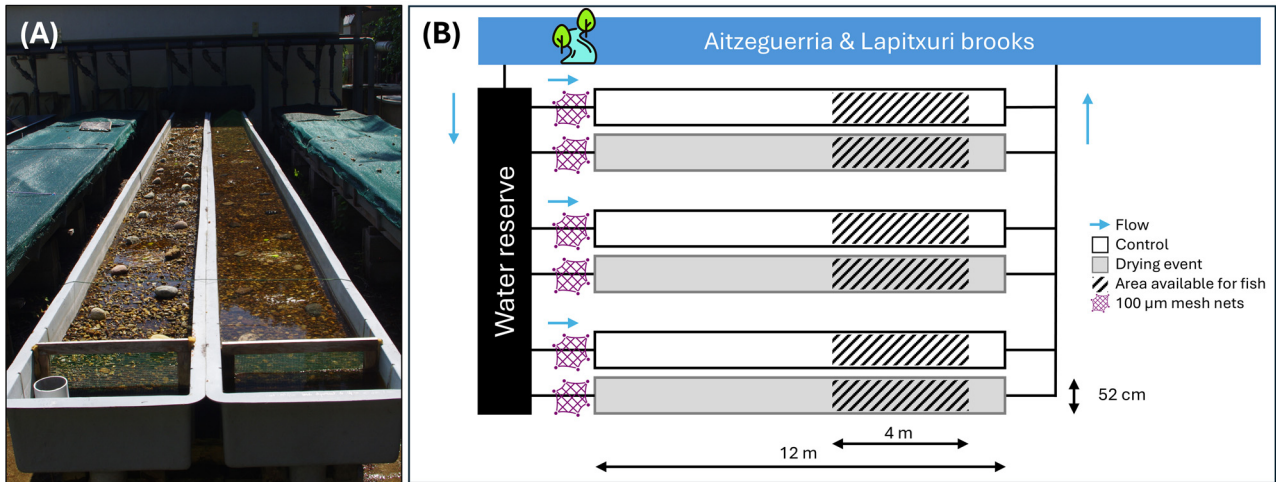 (A)
(B)
Aitzeguerria & Lapitxuri brooks
Water reserve
Flow
Control
Drying event
Area available for fish
100 µm mesh nets
52 cm
4 m
12 m